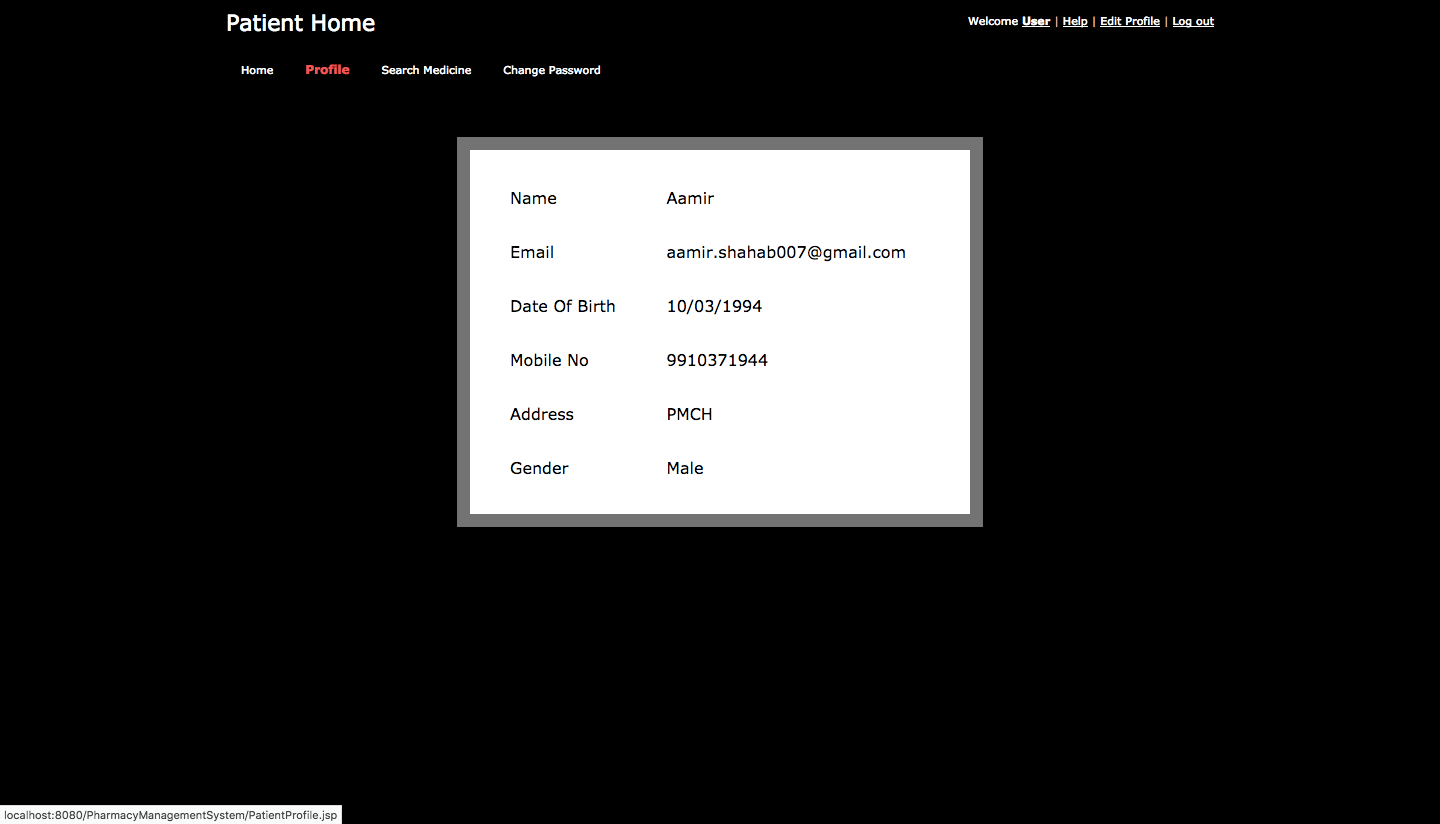 Patient Home
Welcome User | Help | Edit Profile | Log out
Home Profile Search Medicine Change Password
Name Aamir
Email aamir.shahab007@gmail.com
Date Of Birth 10/03/1994
Mobile No 9910371944
Address PMCH
Gender Male
localhost:8080/PharmacyManagementSystem/PatientProfile.jsp